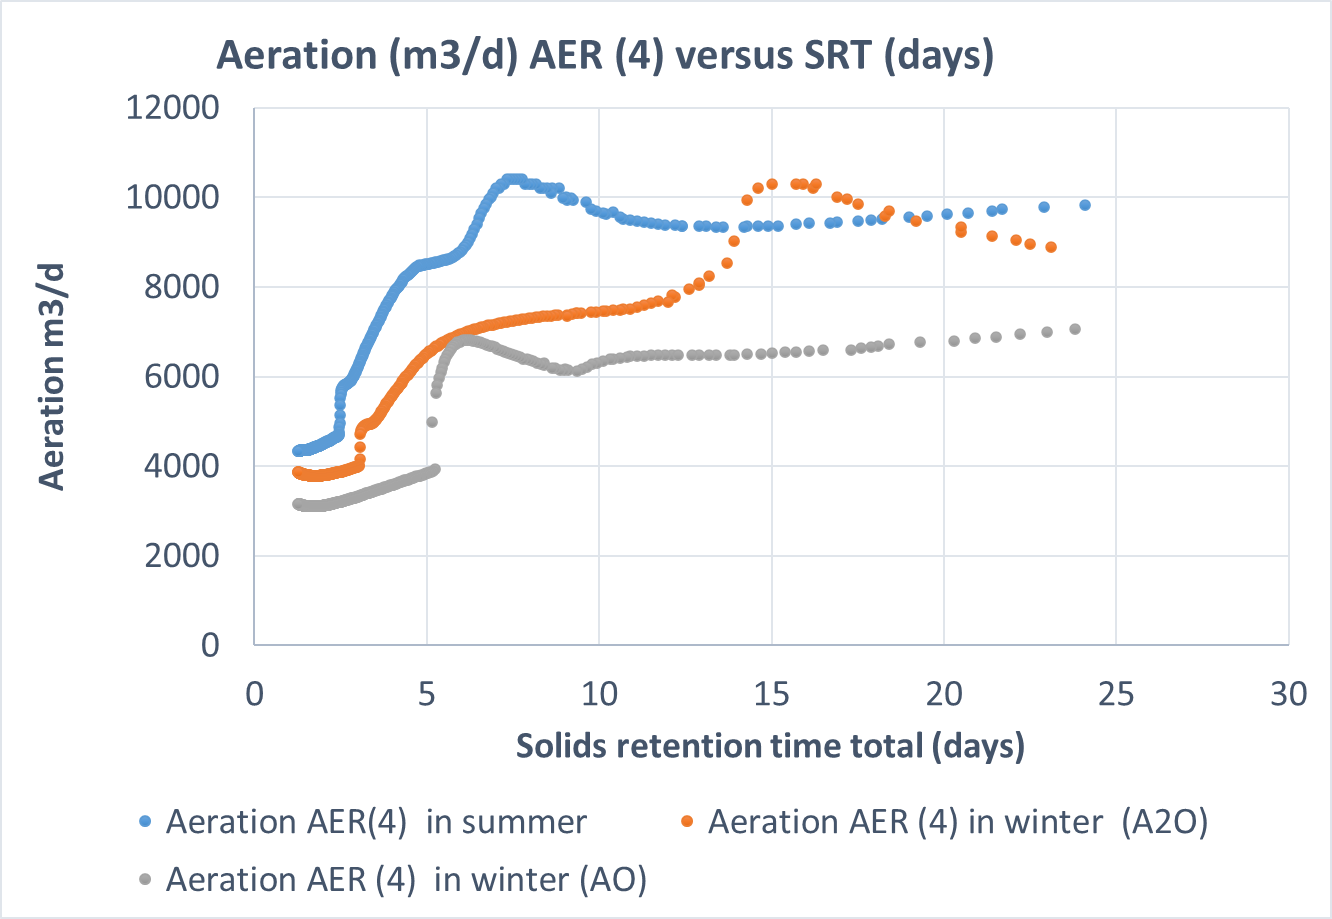 Aeration (m3/d) AER (4) versus SRT (days)
12000
10000
8000
6000
4000
2000
0
Aeration m3/d
0 5 10 15 20 25 30
Solids retention time total (days)
Aeration AER(4)  in summer
Aeration AER (4) in winter  (A2O)
Aeration AER (4)  in winter (AO)